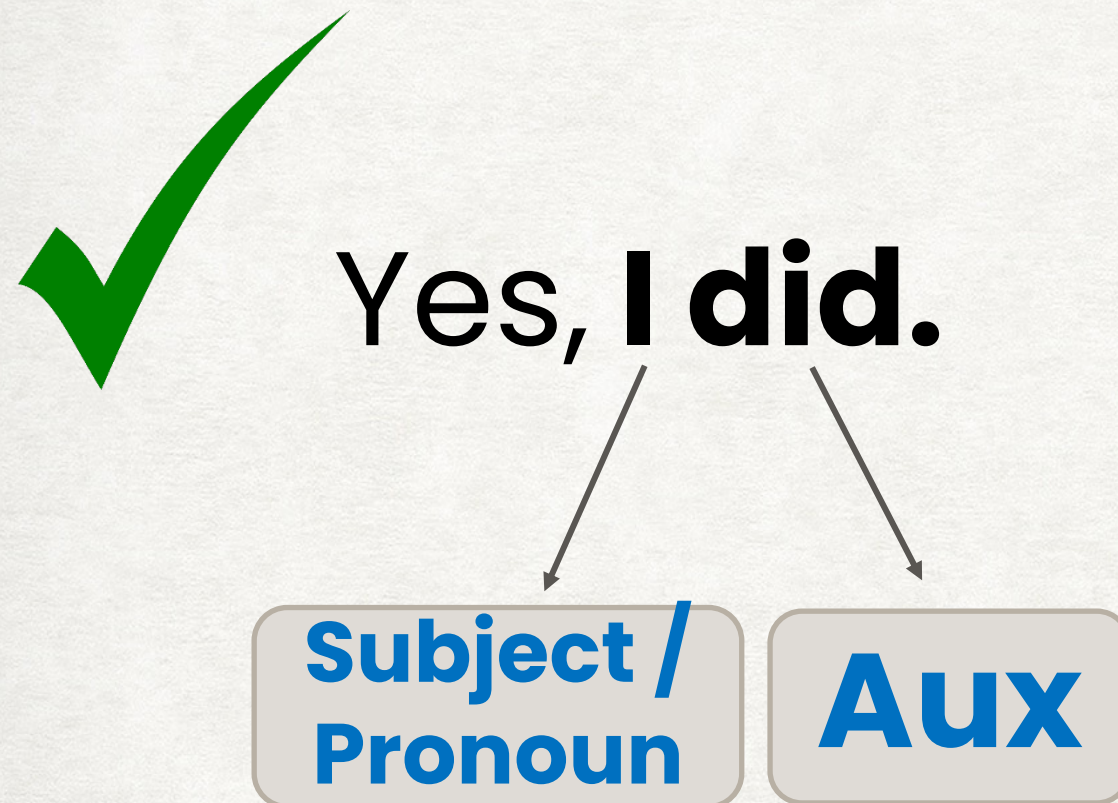 Yes, I did.
Subject /
Pronoun
Aux